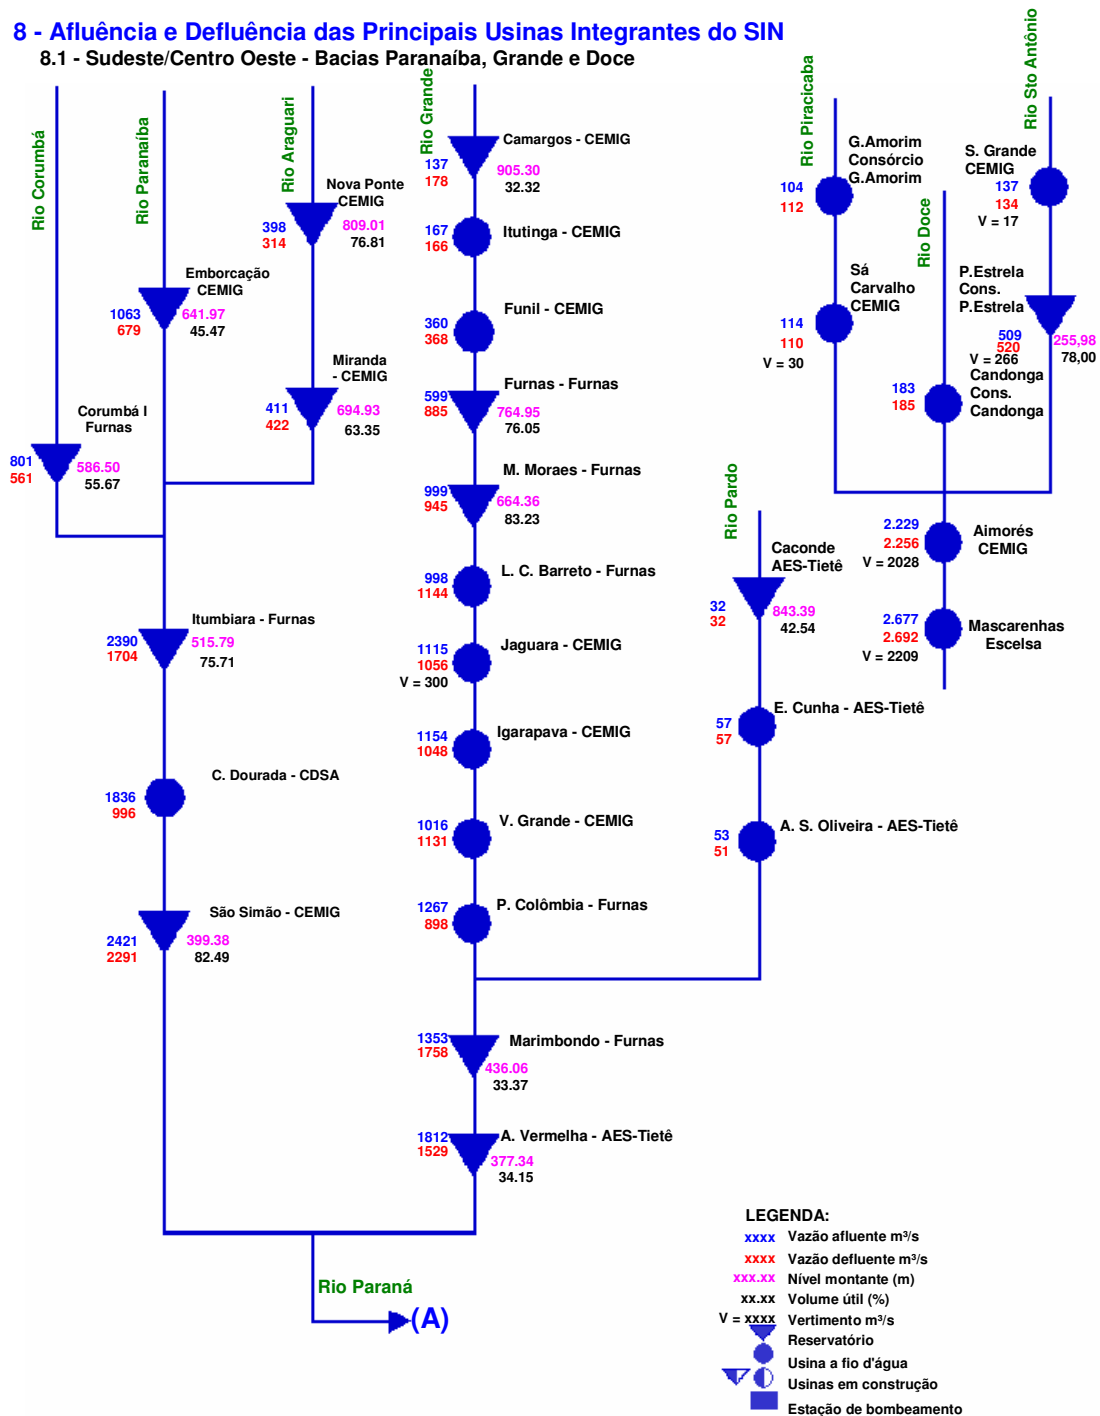 8 - Afluência e Defluência das Principais Usinas Integrantes do SIN
8.1 - Sudeste/Centro Oeste - Bacias Paranaíba, Grande e Doce
Rio Corumbá
Rio Paranaíba
Rio Araguari
Rio Grande
Rio Piracicaba
Rio Doce
Rio Sto Antônio
Rio Pardo
Nova Ponte
CEMIG
398
314
809.01
76.81
Emborcação
CEMIG
1063
679
641.97
45.47
Miranda
- CEMIG
411
422
694.93
63.35
Corumbá I
Furnas
801
561
586.50
55.67
Itumbiara - Furnas
2390
1704
515.79
75.71
C. Dourada - CDSA
1836
996
São Simão - CEMIG
2421
2291
399.38
82.49
Camargos - CEMIG
137
178
905.30
32.32
Itutinga - CEMIG
167
166
Funil - CEMIG
360
368
Furnas - Furnas
599
885
764.95
76.05
M. Moraes - Furnas
999
945
664.36
83.23
L. C. Barreto - Furnas
998
1144
Jaguara - CEMIG
1115
1056
V = 300
Igarapava - CEMIG
1154
1048
V. Grande - CEMIG
1016
1131
P. Colômbia - Furnas
1267
898
Marimbondo - Furnas
1353
1758
436.06
33.37
A. Vermelha - AES-Tietê
1812
1529
377.34
34.15
G.Amorim
Consórcio
G.Amorim
104
112
Sá
Carvalho
CEMIG
114
110
V = 30
S. Grande
CEMIG
137
134
V = 17
P.Estrela
Cons.
P.Estrela
509
520
V = 266
255,98
78,00
Candonga
Cons.
Candonga
183
185
Aimorés
CEMIG
2.229
2.256
V = 2028
Mascarenhas
Escelsa
2.677
2.692
V = 2209
Caconde
AES-Tietê
32
32
843.39
42.54
E. Cunha - AES-Tietê
57
57
A. S. Oliveira - AES-Tietê
53
51
Rio Paraná
(A)
LEGENDA:
xxxx Vazão afluente m³/s
xxxx Vazão defluente m³/s
xxx.xx Nível montante (m)
xx.xx Volume útil (%)
V = xxxx Vertimento m³/s
Reservatório
Usina a fio d'água
Usinas em construção
Estação de bombeamento